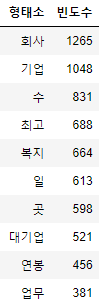 형태소 빈도수
회사 1265
기업 1048
수 831
최고 688
복지 664
일 613
곳 598
대기업 521
연봉 456
업무 381